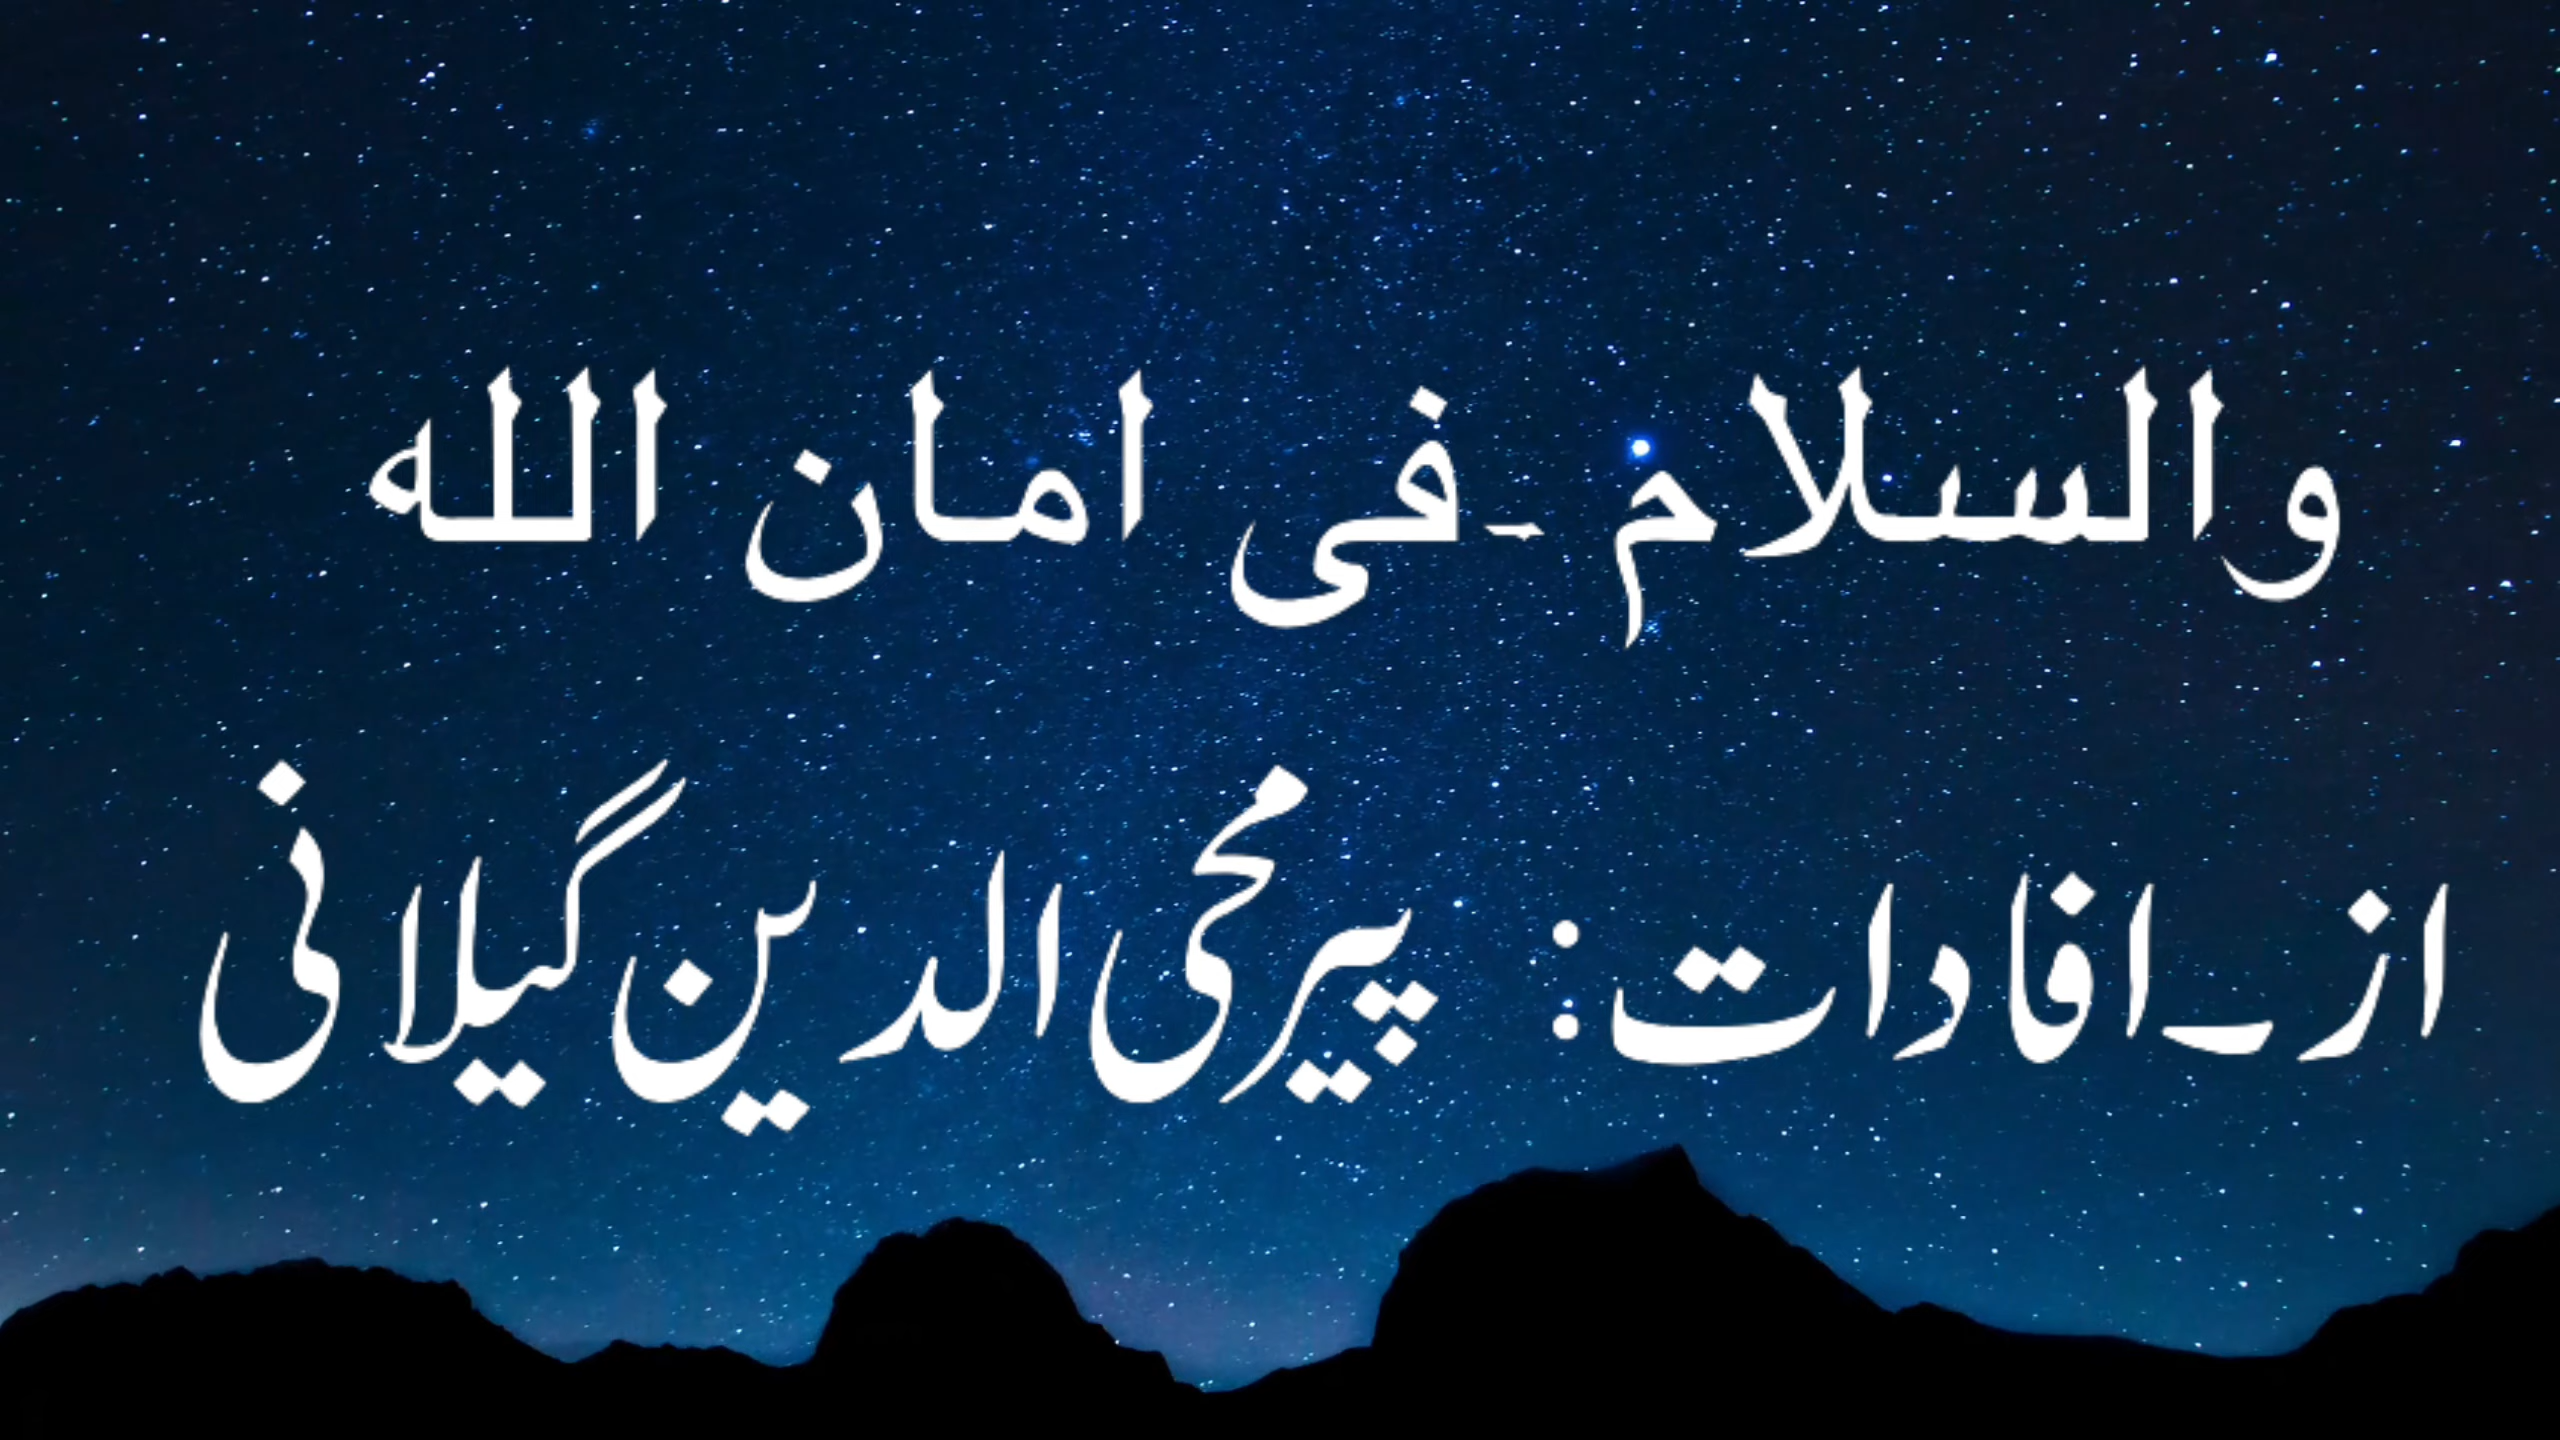 والسلام ۔فی امان اللہ
از۔افادات: پیر محی الدین گیلانی